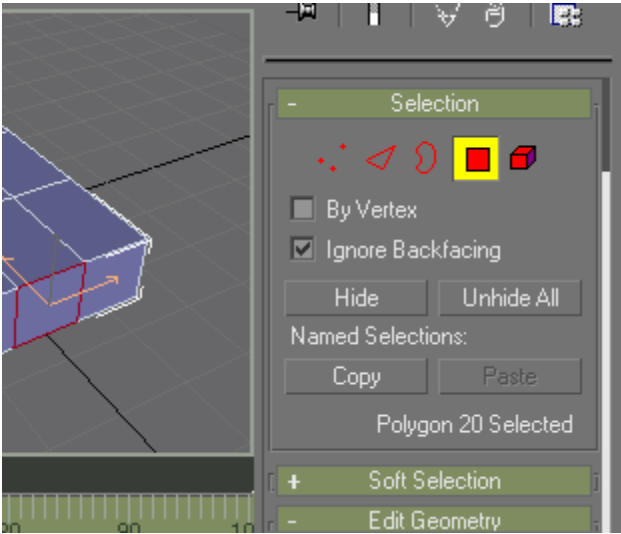 - Selection
By Vertex
Ignore Backfacing
Hide Unhide All
Named Selections:
Copy Paste
Polygon 20 Selected
+ Soft Selection
- Edit Geometry
90